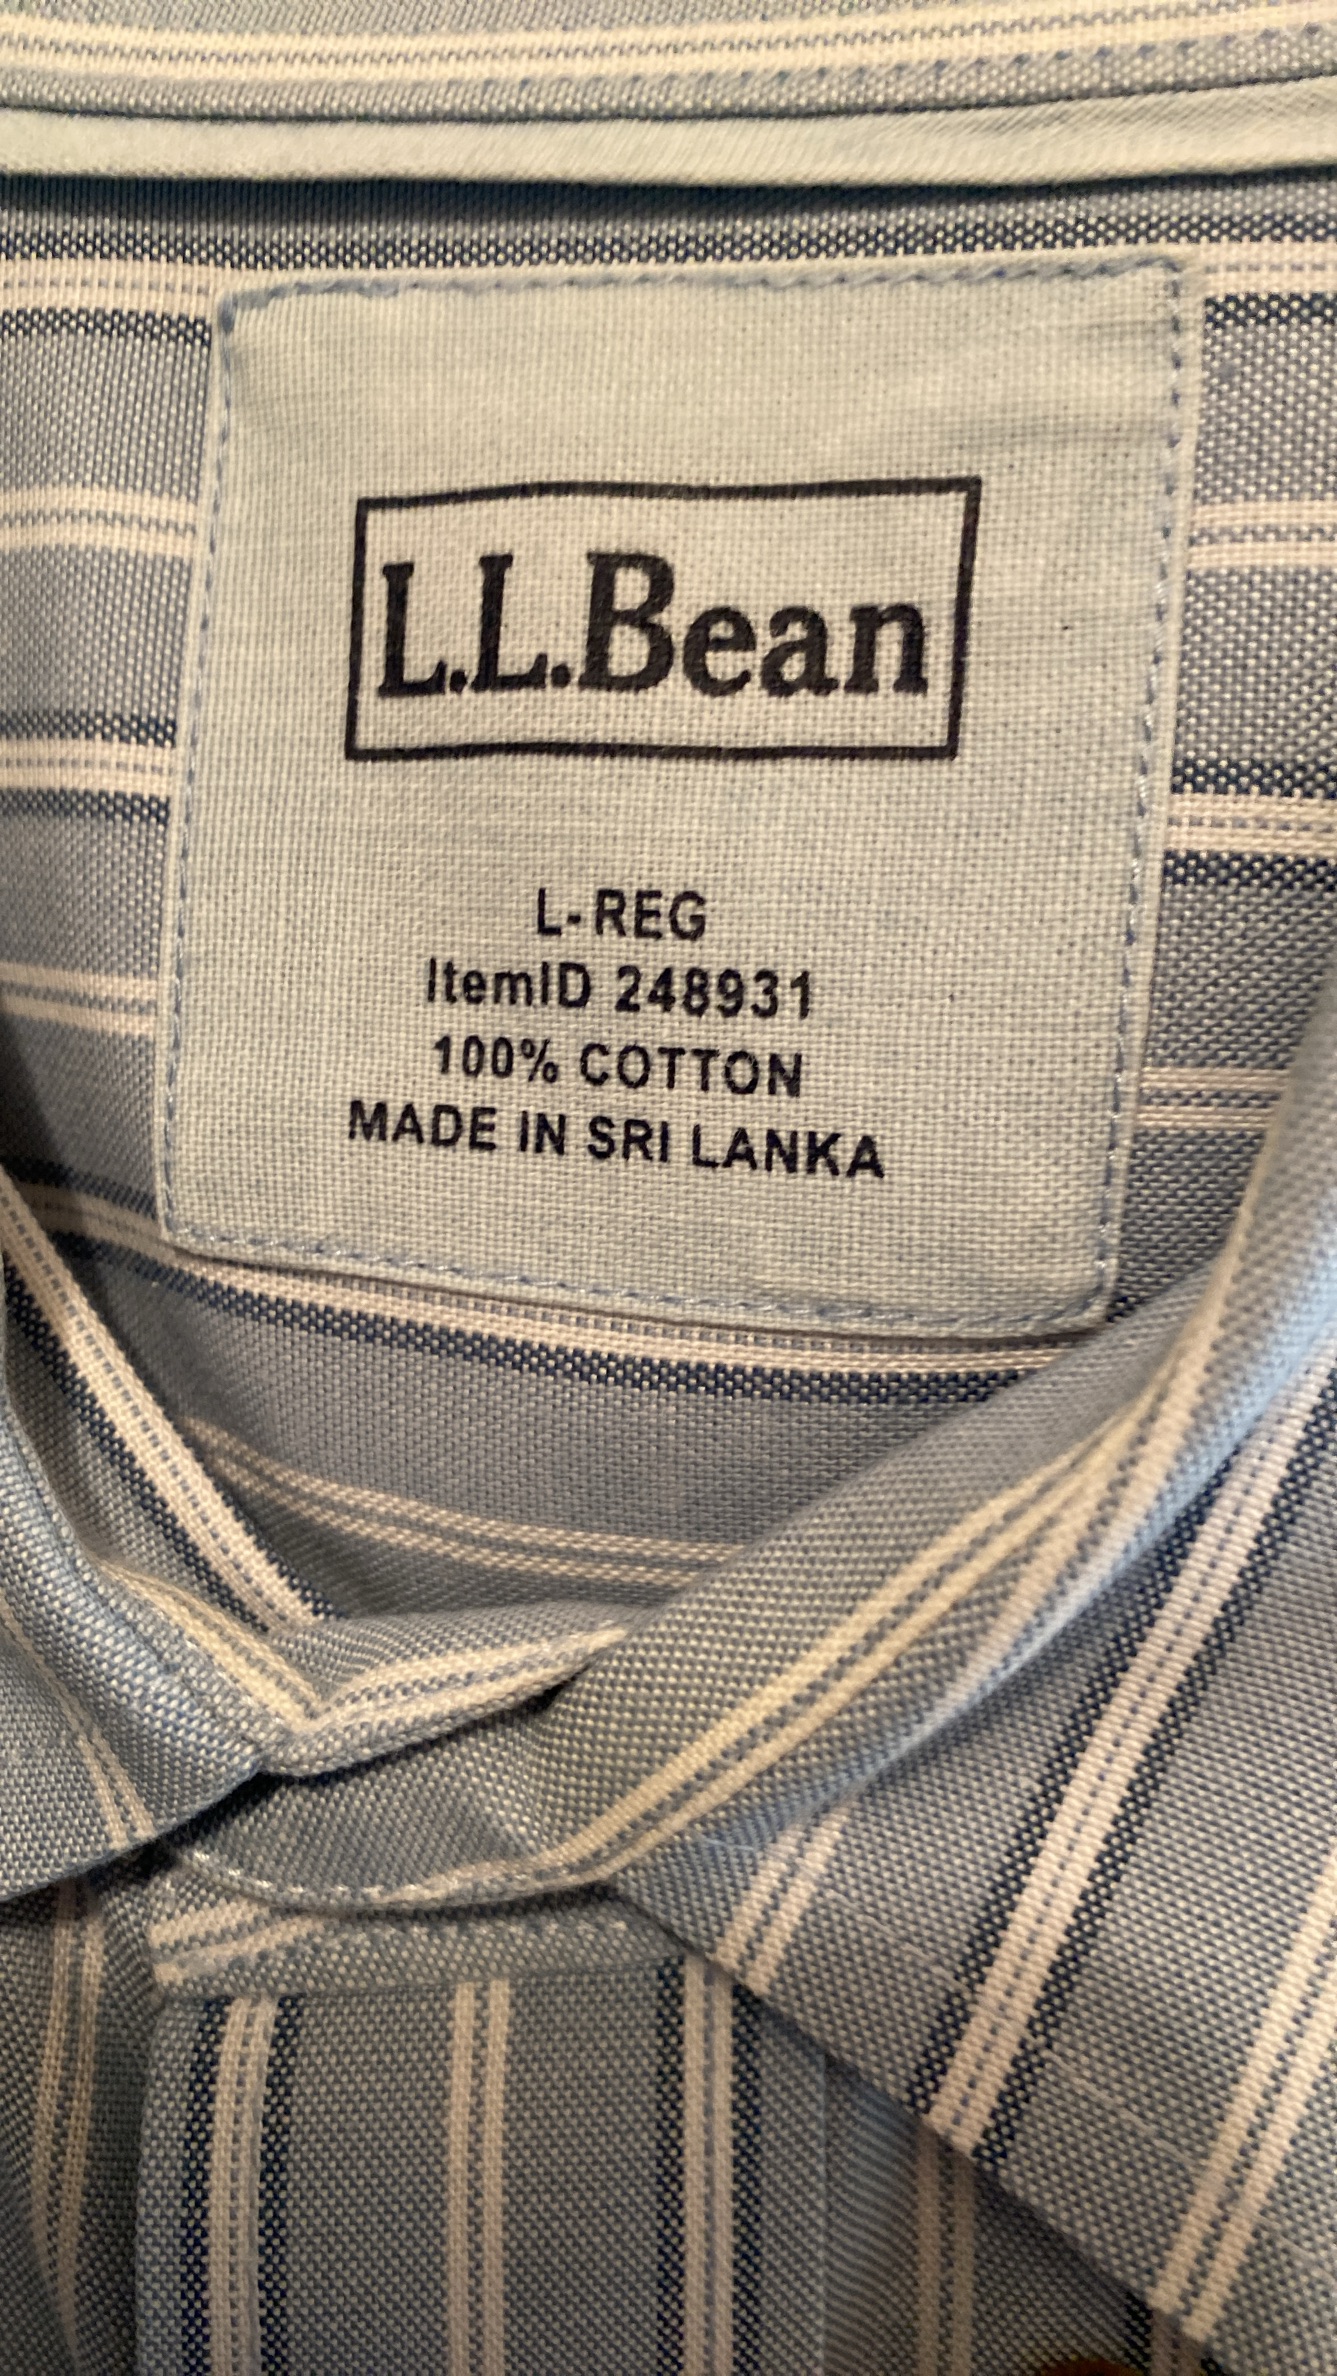 L.L.Bean
L-REG
ItemID 248931
100% COTTON
MADE IN SRI LANKA